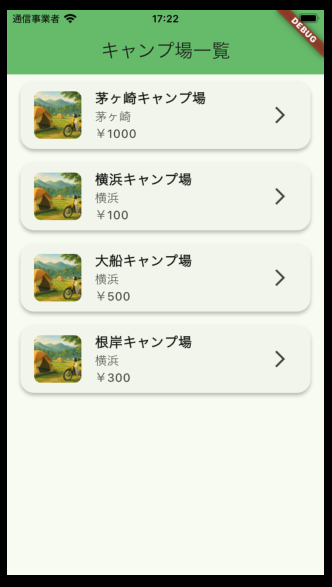 通信事業者 17:22
DEBUG
キャンプ場一覧
茅ヶ崎キャンプ場
茅ヶ崎
￥1000
横浜キャンプ場
横浜
￥100
大船キャンプ場
横浜
￥500
根岸キャンプ場
横浜
￥300